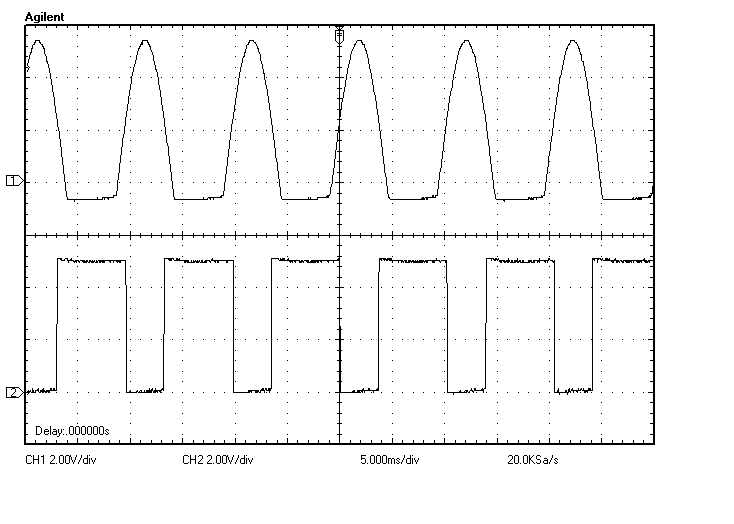 Agilent
1
2
Delay:.000000s
CH1 2.00V/div CH2 2.00V/div 5.000ms/div 20.0KSa/s